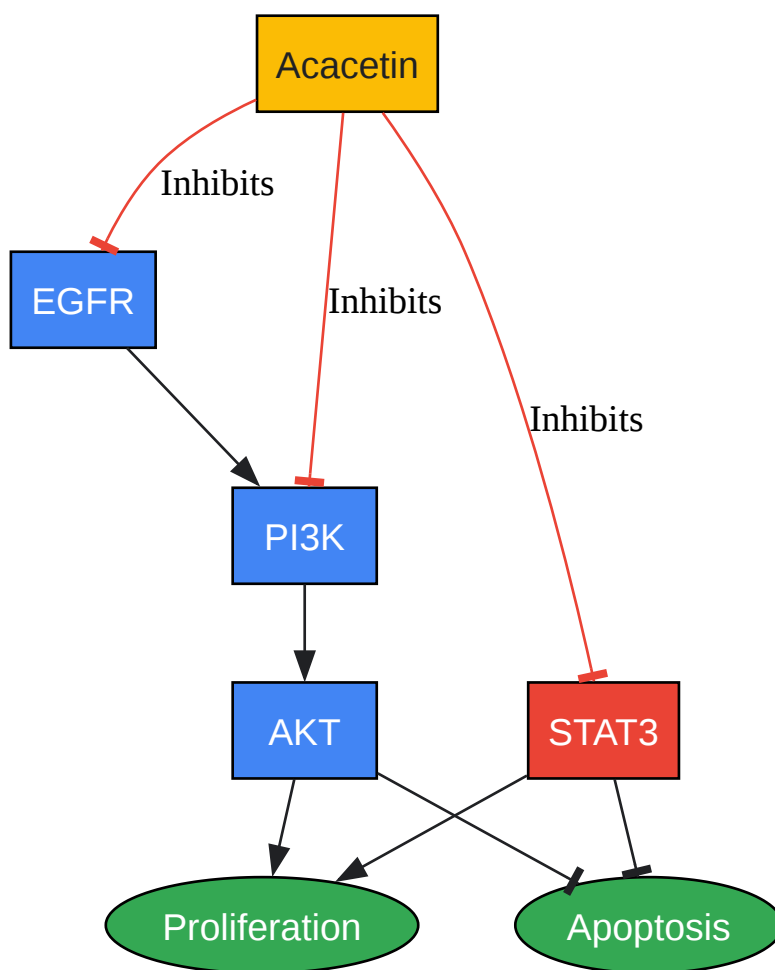 Acacetin
Inhibits
EGFR
Inhibits
Inhibits
PI3K
AKT
STAT3
Proliferation
Apoptosis